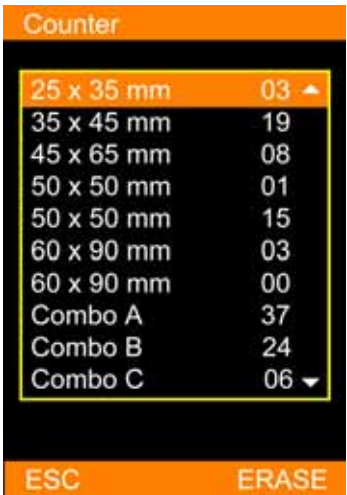 Counter
25 x 35 mm 03
35 x 45 mm 19
45 x 65 mm 08
50 x 50 mm 01
50 x 50 mm 15
60 x 90 mm 03
60 x 90 mm 00
Combo A 37
Combo B 24
Combo C 06
ESC ERASE